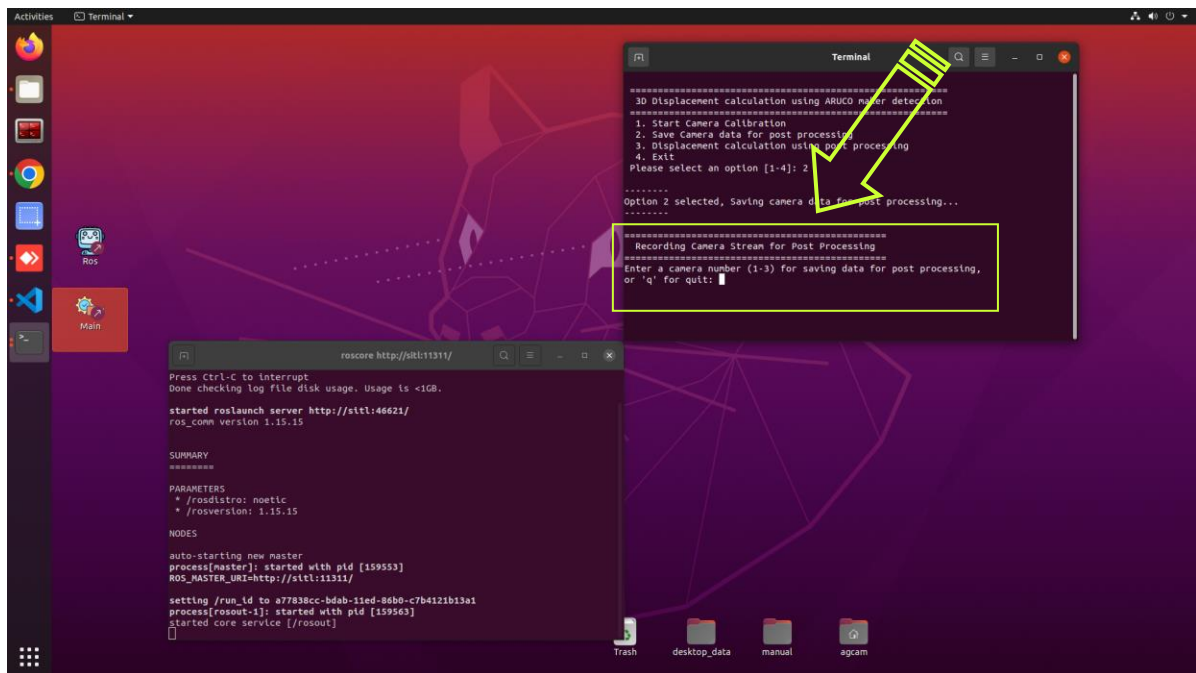 Activities
Terminal
Terminal
================================================
3D Displacement calculation using ARUCO maker detection
================================================
1. Start Camera Calibration
2. Save Camera data for post processing
3. Displacement calculation using post processing
4. Exit
Please select an option [1-4]: 2
--------
Option 2 selected, Saving camera data for post processing...
--------
============================================
Recording Camera Stream for Post Processing
============================================
Enter a camera number (1-3) for saving data for post processing,
or 'q' for quit:
Ros
Main
roscore http://sitl:11311/
Press Ctrl-C to interrupt
Done checking log file disk usage. Usage is <1GB.
started roslaunch server http://sitl:46621/
ros_comm version 1.15.15
SUMMARY
========
PARAMETERS
* /rosdistro: noetic
* /rosversion: 1.15.15
NODES
auto-starting new master
process[master]: started with pid [159553]
ROS_MASTER_URI=http://sitl:11311/
setting /run_id to a77838cc-bdab-11ed-86b0-c7b4121b13a1
process[rosout-1]: started with pid [159563]
started core service [/rosout]
Trash
desktop_data
manual
agcam